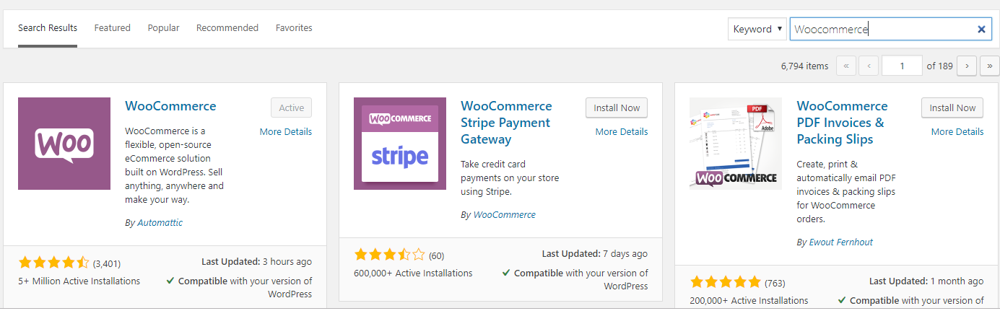 Search Results Featured Popular Recommended Favorites Keyword Woocommerce
6,794 items « ‹ 1 of 189 › »
WOO
WooCommerce
Active
More Details
WooCommerce is a
flexible, open-source
eCommerce solution
built on WordPress. Sell
anything, anywhere and
make your way.
By Automattic
(3,401)
5+ Million Active Installations
Last Updated: 3 hours ago
Compatible with your version of
WordPress
WOO COMMERCE
stripe
WooCommerce
Stripe Payment
Gateway
Install Now
More Details
Take credit card
payments on your store
using Stripe.
By WooCommerce
(60)
600,000+ Active Installations
Last Updated: 7 days ago
Compatible with your version of
WordPress
PDF
Adobe
WOO COMMERCE
WooCommerce
PDF Invoices &
Packing Slips
Install Now
More Details
Create, print &
automatically email PDF
invoices & packing slips
for WooCommerce
orders.
By Ewout Fernhout
(763)
200,000+ Active Installations
Last Updated: 1 month ago
Compatible with your version of